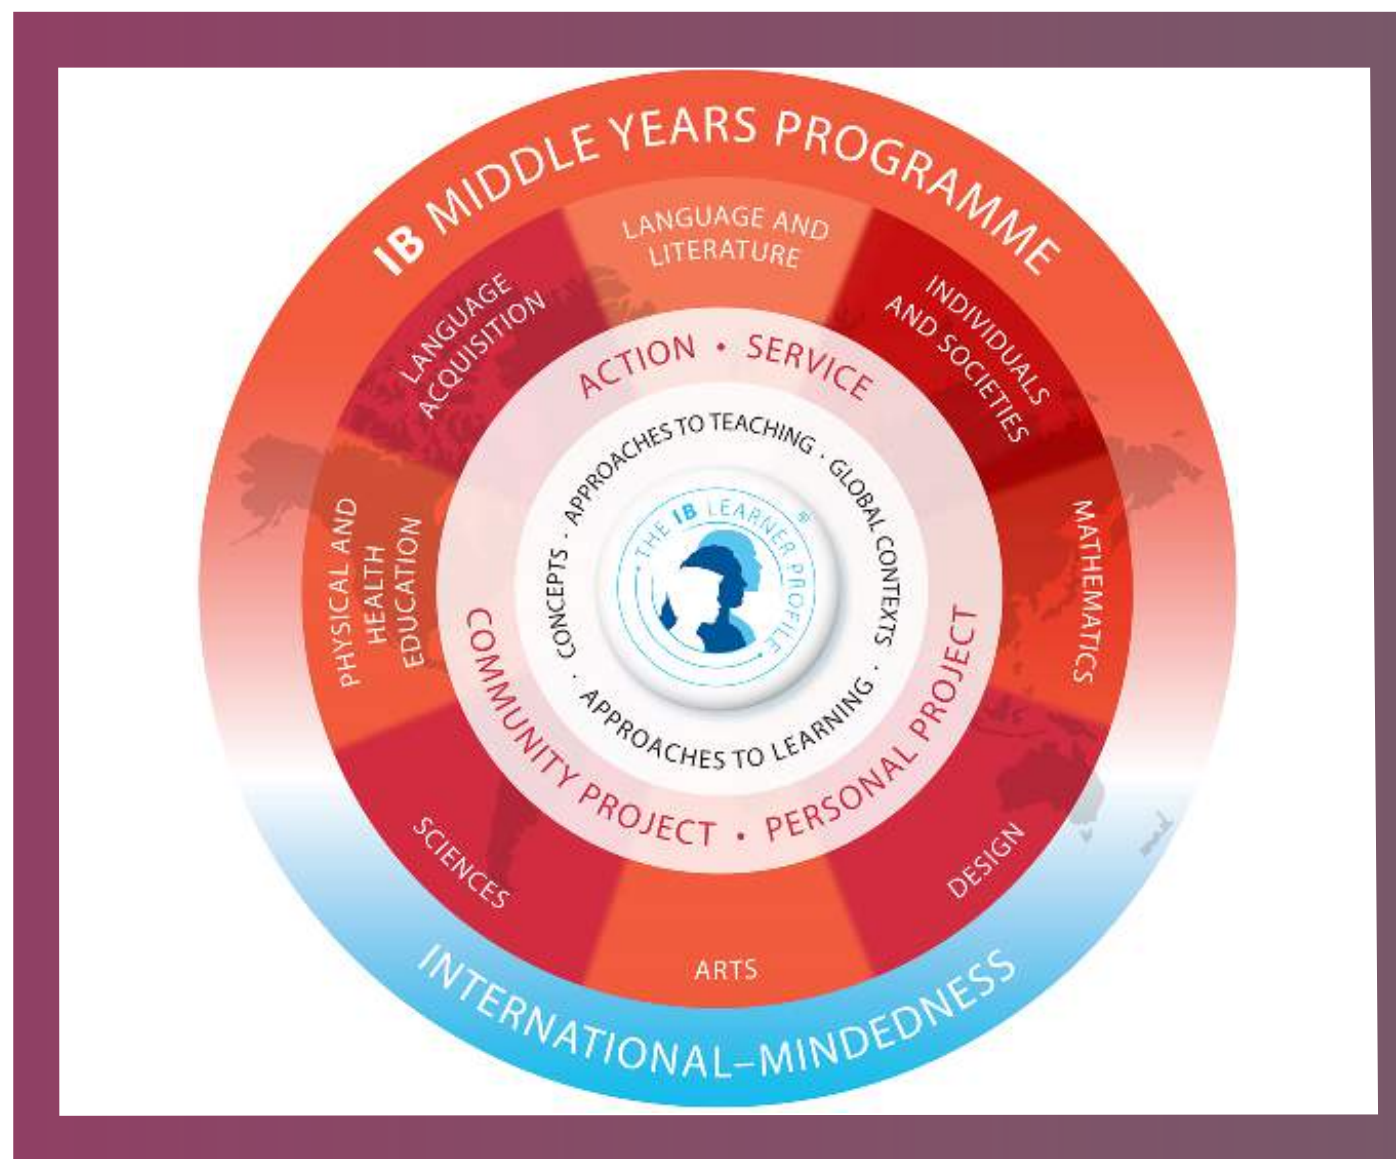 IB MIDDLE YEARS PROGRAMME
LANGUAGE AND
LITERATURE
INDIVIDUALS
AND SOCIETIES
MATHEMATICS
DESIGN
ARTS
SCIENCES
PHYSICAL AND
HEALTH
EDUCATION
LANGUAGE
ACQUISITION
ACTION • SERVICE
COMMUNITY PROJECT • PERSONAL PROJECT
CONCEPTS · APPROACHES TO TEACHING · GLOBAL CONTEXTS ·
APPROACHES TO LEARNING ·
THE IB LEARNER PROFILE
INTERNATIONAL–MINDEDNESS